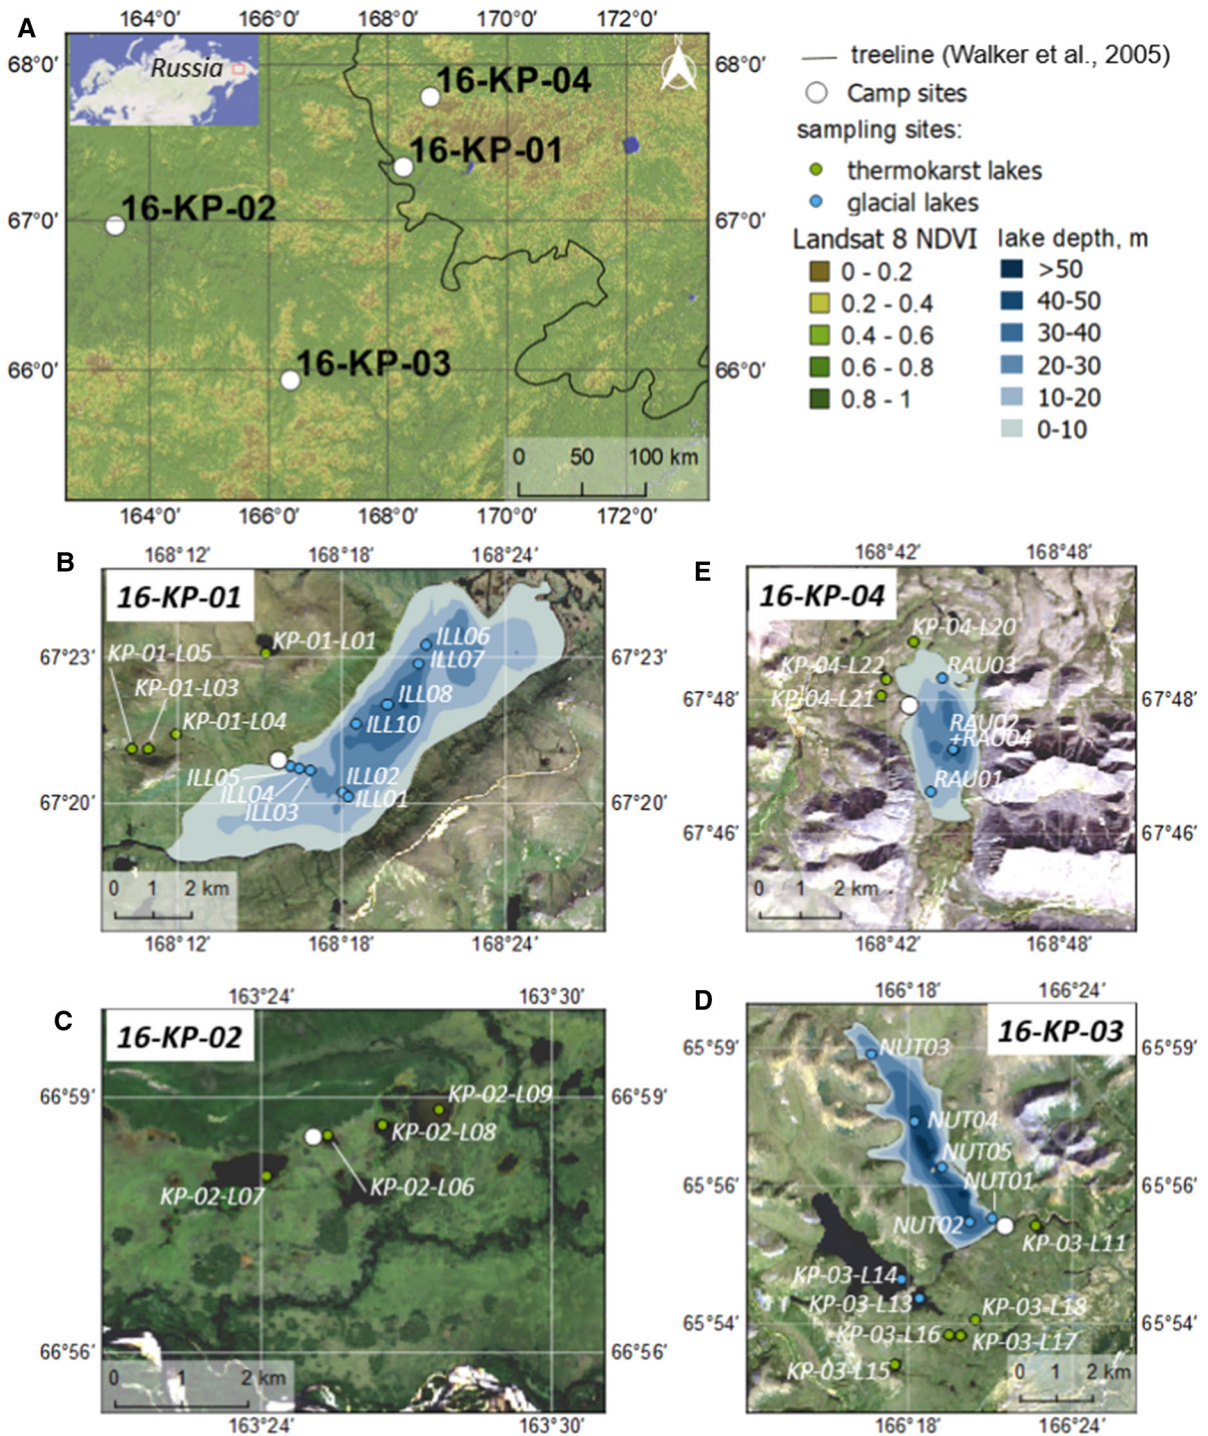 A
164°0′ 166°0′ 168°0′ 170°0′ 172°0′
68°0′ 68°0′
Russia
N
16-KP-04
16-KP-01
16-KP-02
67°0′ 67°0′
16-KP-03
66°0′ 66°0′
0 50 100 km
164°0′ 166°0′ 168°0′ 170°0′ 172°0′
treeline (Walker et al., 2005)
Camp sites
sampling sites:
thermokarst lakes
glacial lakes
Landsat 8 NDVI
0 - 0.2
0.2 - 0.4
0.4 - 0.6
0.6 - 0.8
0.8 - 1
lake depth, m
>50
40-50
30-40
20-30
10-20
0-10
B
168°12′ 168°18′ 168°24′
16-KP-01
KP-01-L01
ILL06
67°23′ 67°23′
KP-01-L05
ILL07
KP-01-L03
ILL08
KP-01-L04
ILL10
ILL05
ILL02
ILL04
ILL01
ILL03
67°20′ 67°20′
0 1 2 km
168°12′ 168°18′ 168°24′
E
168°42′ 168°48′
16-KP-04
KP-04-L20
KP-04-L22
RAU03
KP-04-L21
67°48′ 67°48′
RAU02
+RAU04
RAU01
67°46′ 67°46′
0 1 2 km
168°42′ 168°48′
C
163°24′ 163°30′
16-KP-02
KP-02-L09
66°59′ 66°59′
KP-02-L08
KP-02-L06
KP-02-L07
66°56′ 66°56′
0 1 2 km
163°24′ 163°30′
D
166°18′ 166°24′
16-KP-03
65°59′ 65°59′
NUT03
NUT04
NUT05
NUT01
65°56′ 65°56′
NUT02
KP-03-L11
KP-03-L14
KP-03-L13
KP-03-L18
65°54′ 65°54′
KP-03-L16
KP-03-L17
KP-03-L15
0 1 2 km
166°18′ 166°24′